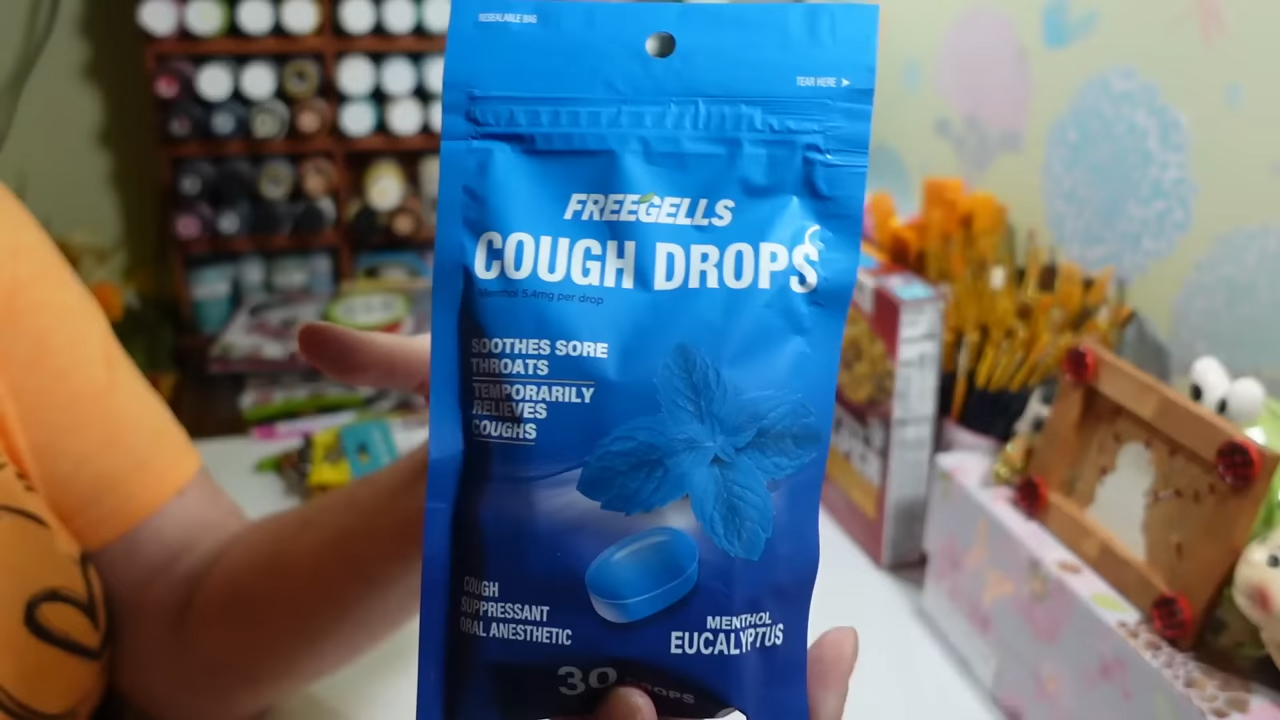 RESEALABLE BAG
TEAR HERE
FREEGELLS
COUGH DROPS
Menthol 5.4mg per drop
SOOTHES SORE
THROATS
TEMPORARILY
RELIEVES
COUGHS
COUGH
SUPPRESSANT
ORAL ANESTHETIC
MENTHOL
EUCALYPTUS
30 DROPS